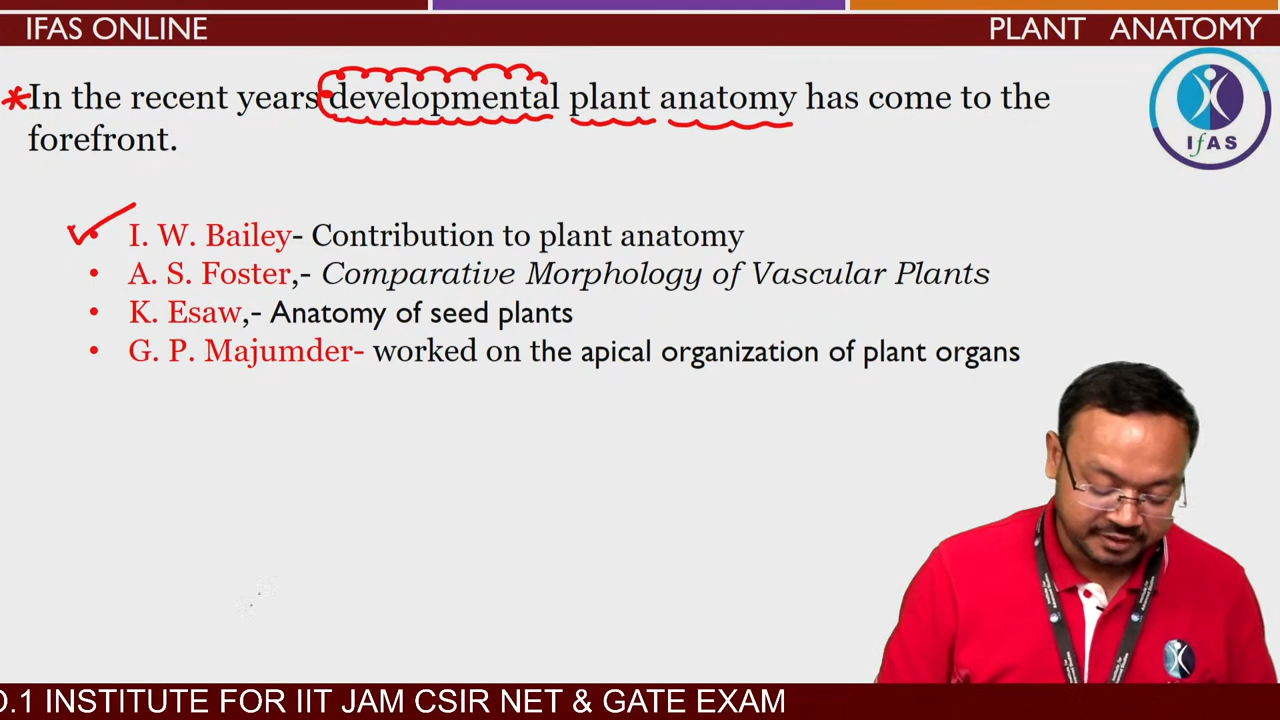 IFAS ONLINE
PLANT ANATOMY
*In the recent years developmental plant anatomy has come to the
forefront.
IfAS
• I. W. Bailey- Contribution to plant anatomy
• A. S. Foster,- Comparative Morphology of Vascular Plants
• K. Esaw,- Anatomy of seed plants
• G. P. Majumder- worked on the apical organization of plant organs
O.1 INSTITUTE FOR IIT JAM CSIR NET & GATE EXAM